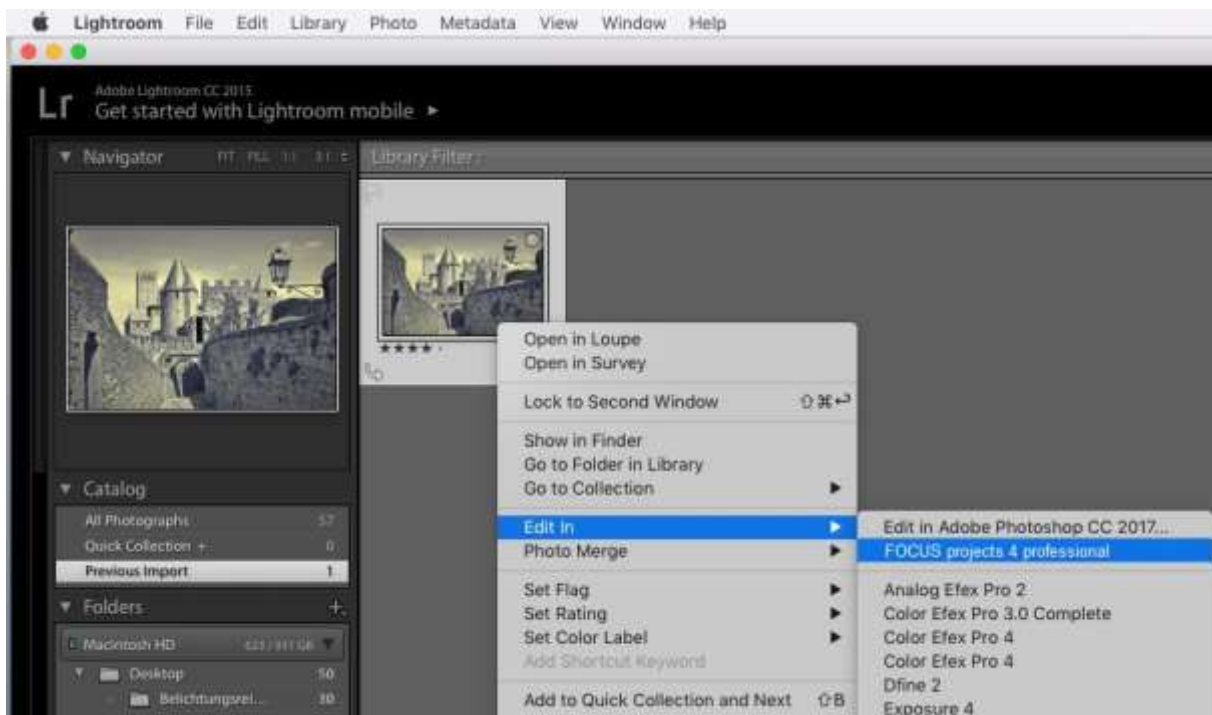 Lightroom File Edit Library Photo Metadata View Window Help
Adobe Lightroom CC 2015
Lr Get started with Lightroom mobile ►
▼ Navigator FIT FILL 1:1 3:1
Library Filter:
Open in Loupe
Open in Survey
Lock to Second Window ⇧⌘↩
Show in Finder
Go to Folder in Library
Go to Collection ▶
Edit In ▶
Photo Merge ▶
Set Flag ▶
Set Rating ▶
Set Color Label ▶
Add Shortcut Keyword
Add to Quick Collection and Next ⇧B
Edit in Adobe Photoshop CC 2017...
FOCUS projects 4 professional
Analog Efex Pro 2
Color Efex Pro 3.0 Complete
Color Efex Pro 4
Color Efex Pro 4
Dfine 2
Exposure 4
▼ Catalog
All Photographs 57
Quick Collection + 0
Previous Import 1
▼ Folders +
Macintosh HD
▼ Desktop 50
30